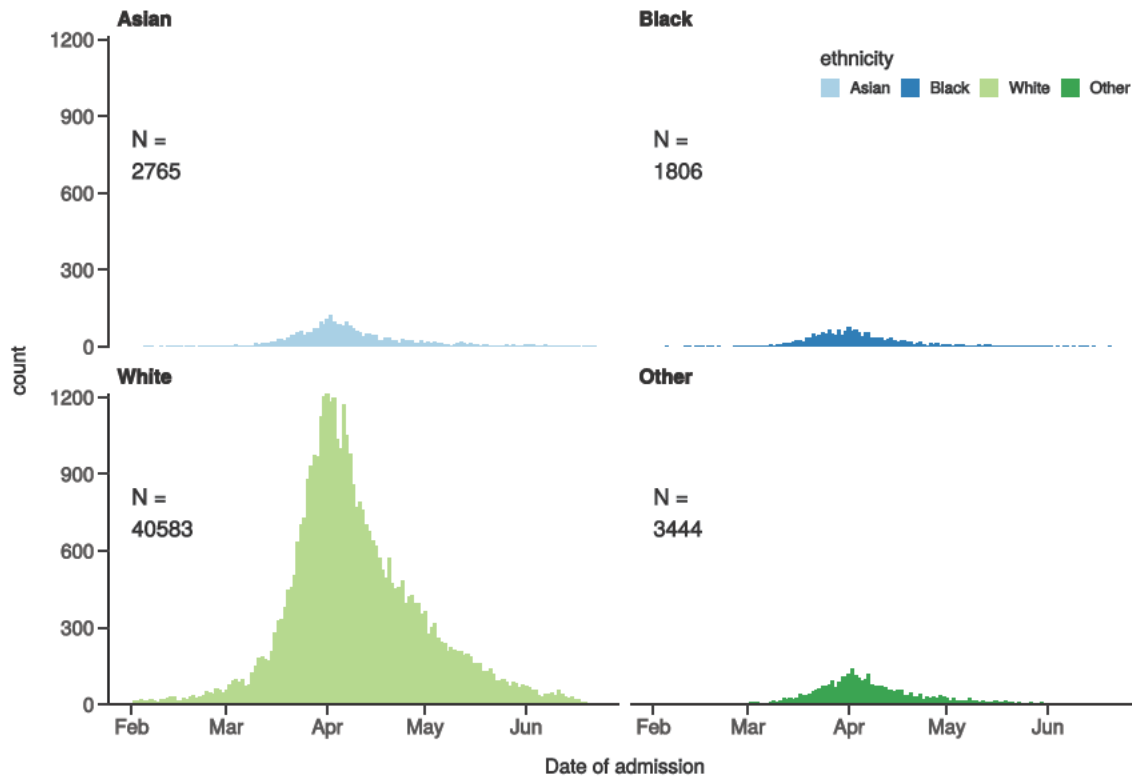 Asian
Black
ethnicity
Asian Black White Other
1200
900
600
300
0
N =
2765
N =
1806
count
White
Other
1200
900
600
300
0
N =
40583
N =
3444
Feb Mar Apr May Jun
Feb Mar Apr May Jun
Date of admission